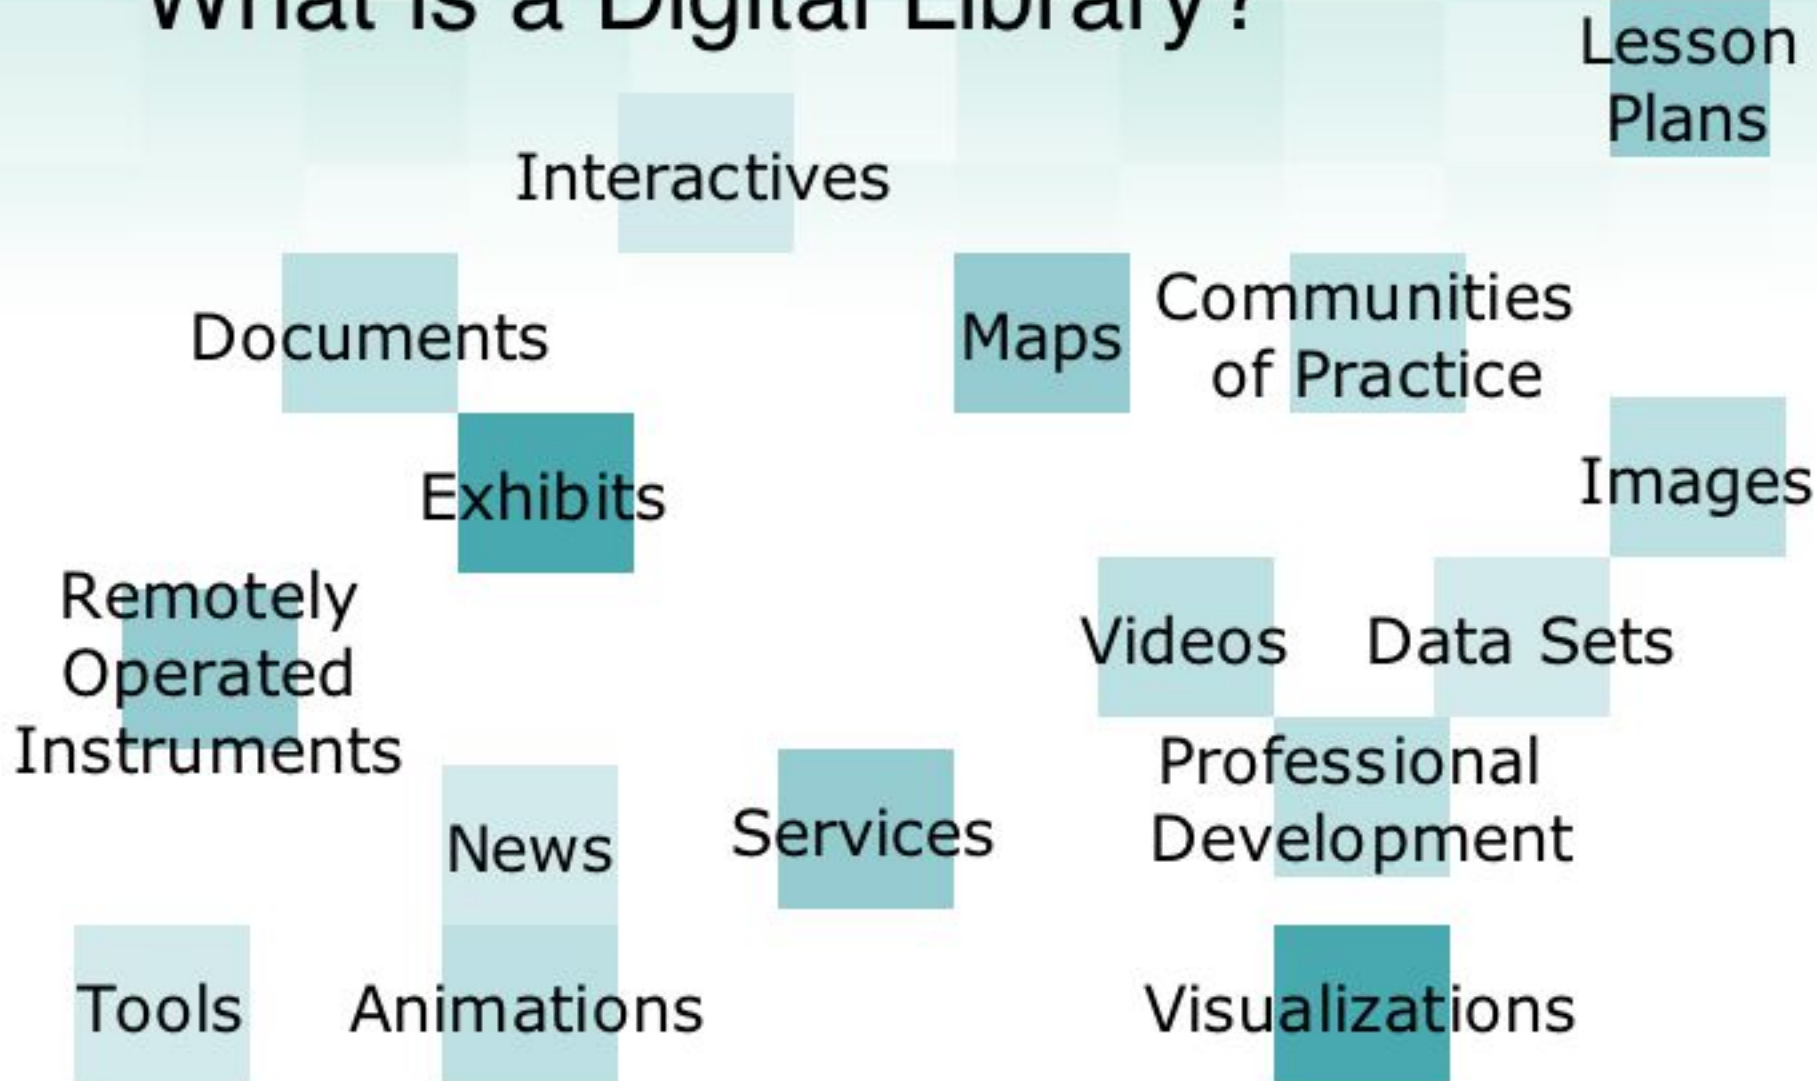 What is a Digital Library?
Lesson
Plans
Interactives
Documents
Maps
Communities
of Practice
Exhibits
Images
Remotely
Operated
Instruments
Videos
Data Sets
Professional
Development
News
Services
Tools
Animations
Visualizations